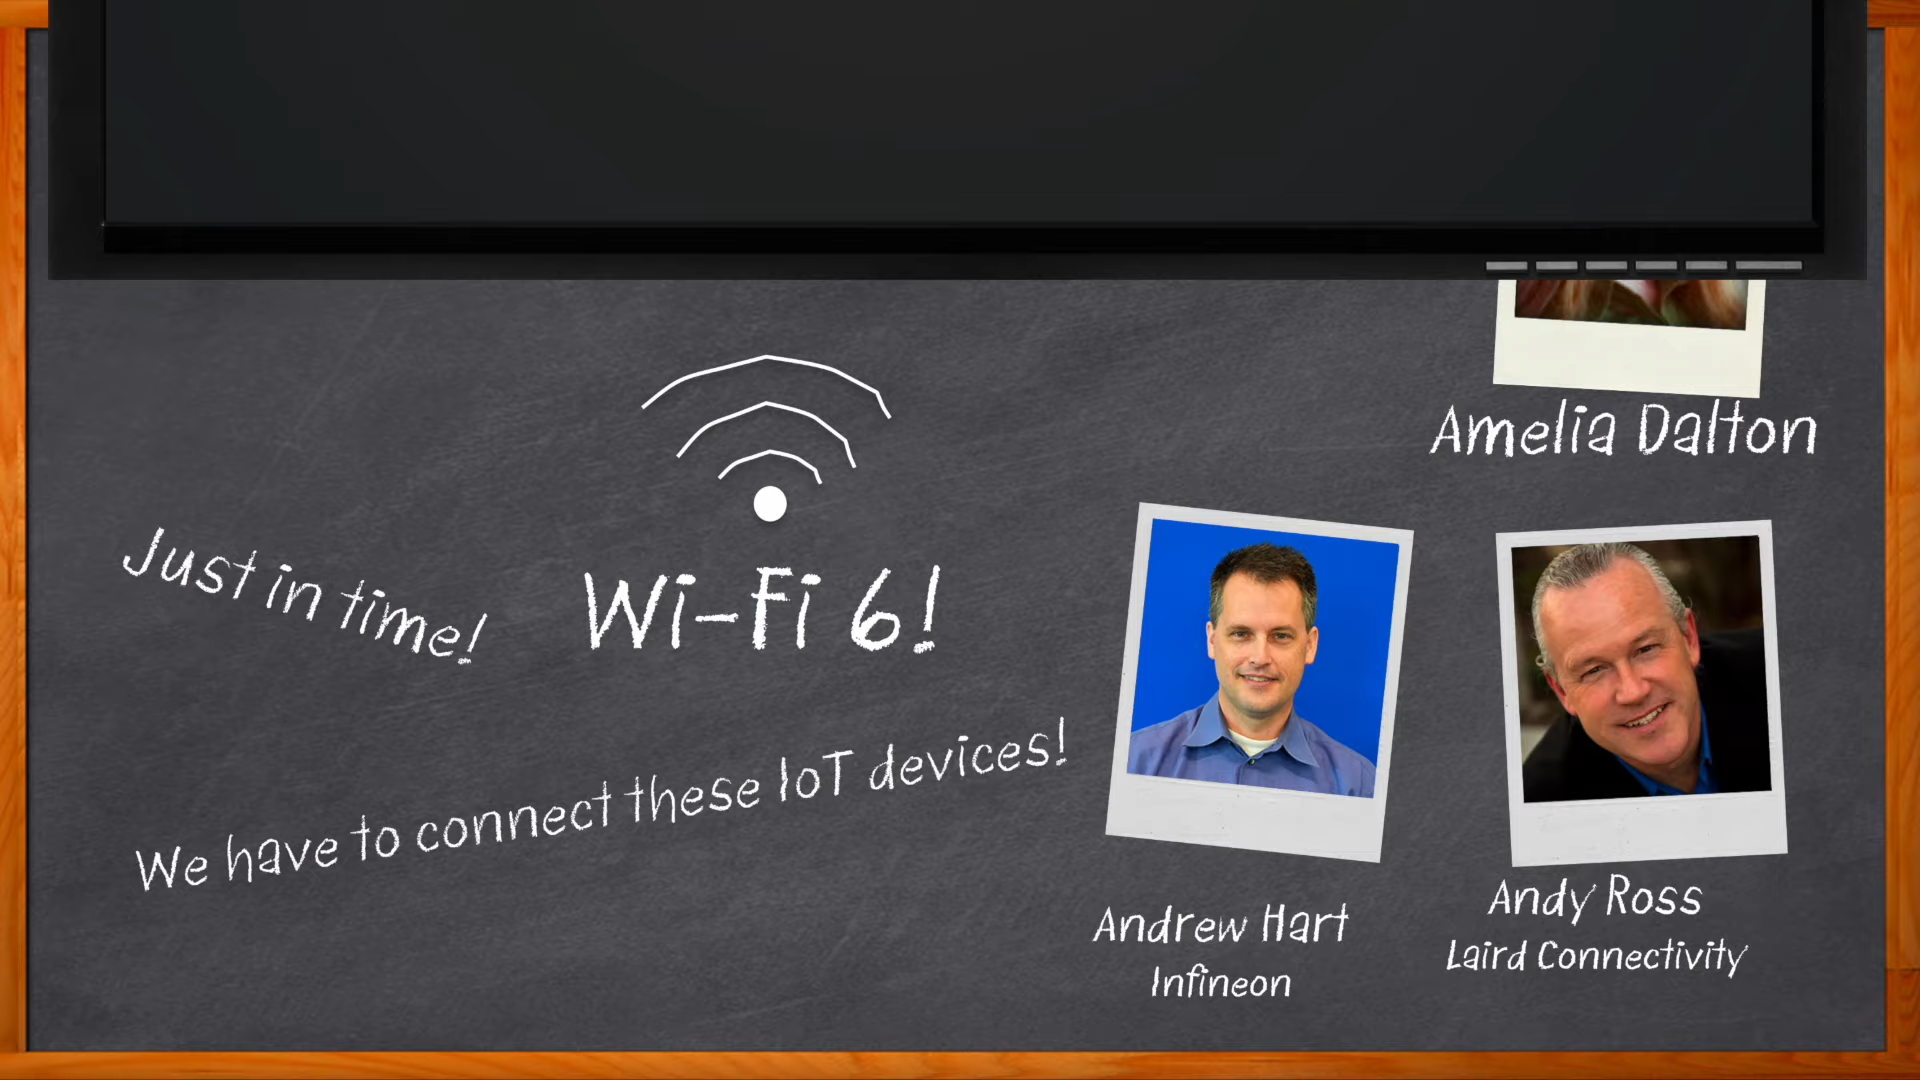 Amelia Dalton
Just in time!
Wi-Fi 6!
We have to connect these IoT devices!
Andrew Hart
Infineon
Andy Ross
Laird Connectivity